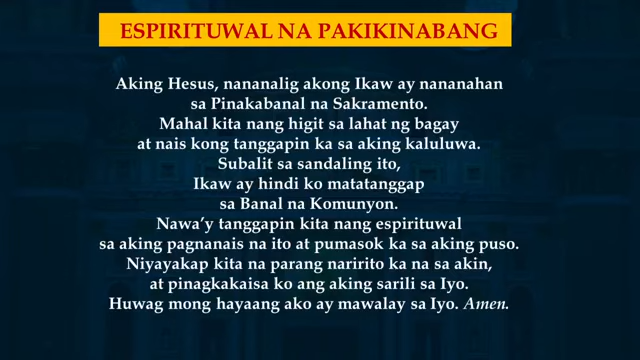 ESPIRITUWAL NA PAKIKINABANG
Aking Hesus, nananalig akong Ikaw ay nananahan
sa Pinakabanal na Sakramento.
Mahal kita nang higit sa lahat ng bagay
at nais kong tanggapin ka sa aking kaluluwa.
Subalit sa sandaling ito,
Ikaw ay hindi ko matatanggap
sa Banal na Komunyon.
Nawa’y tanggapin kita nang espirituwal
sa aking pagnanais na ito at pumasok ka sa aking puso.
Niyayakap kita na parang naririto ka na sa akin,
at pinagkakaisa ko ang aking sarili sa Iyo.
Huwag mong hayaang ako ay mawalay sa Iyo. Amen.